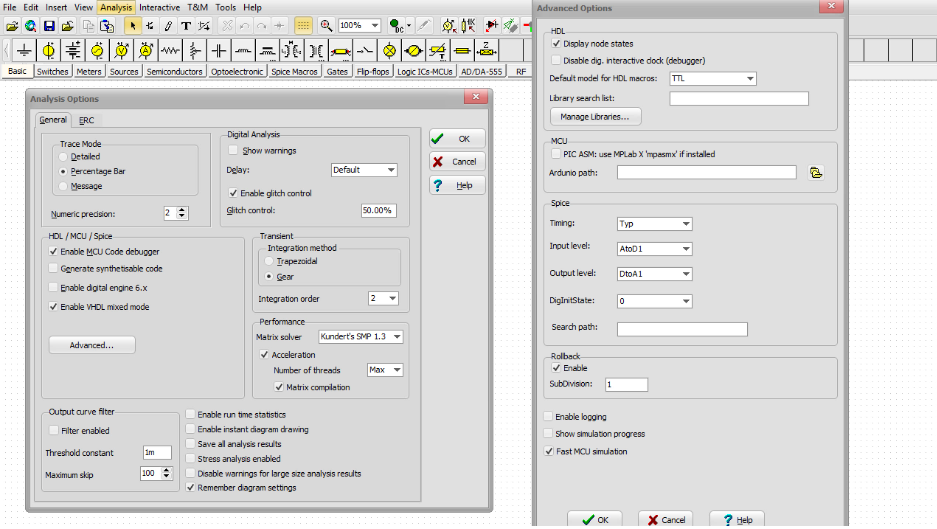 File Edit Insert View Analysis Interactive T&M Tools Help
100%
DC
Basic Switches Meters Sources Semiconductors Optoelectronic Spice Macros Gates Flip-flops Logic ICs-MCUs AD/DA-555 RF
Analysis Options
General ERC
Trace Mode
Detailed
Percentage Bar
Message
Numeric precision: 2
Digital Analysis
Show warnings
Delay: Default
Enable glitch control
Glitch control: 50.00%
OK
Cancel
Help
HDL / MCU / Spice
Enable MCU Code debugger
Generate synthetisable code
Enable digital engine 6.x
Enable VHDL mixed mode
Advanced...
Transient
Integration method
Trapezoidal
Gear
Integration order 2
Performance
Matrix solver Kundert's SMP 1.3
Acceleration
Number of threads Max
Matrix compilation
Output curve filter
Filter enabled
Threshold constant 1m
Maximum skip 100
Enable run time statistics
Enable instant diagram drawing
Save all analysis results
Stress analysis enabled
Disable warnings for large size analysis results
Remember diagram settings
Advanced Options
HDL
Display node states
Disable dig. interactive clock (debugger)
Default model for HDL macros: TTL
Library search list:
Manage Libraries...
MCU
PIC ASM: use MPLab X 'mpasmx' if installed
Ardunio path:
Spice
Timing: Typ
Input level: AtoD1
Output level: DtoA1
DigInitState: 0
Search path:
Rollback
Enable
SubDivision: 1
Enable logging
Show simulation progress
Fast MCU simulation
OK Cancel Help